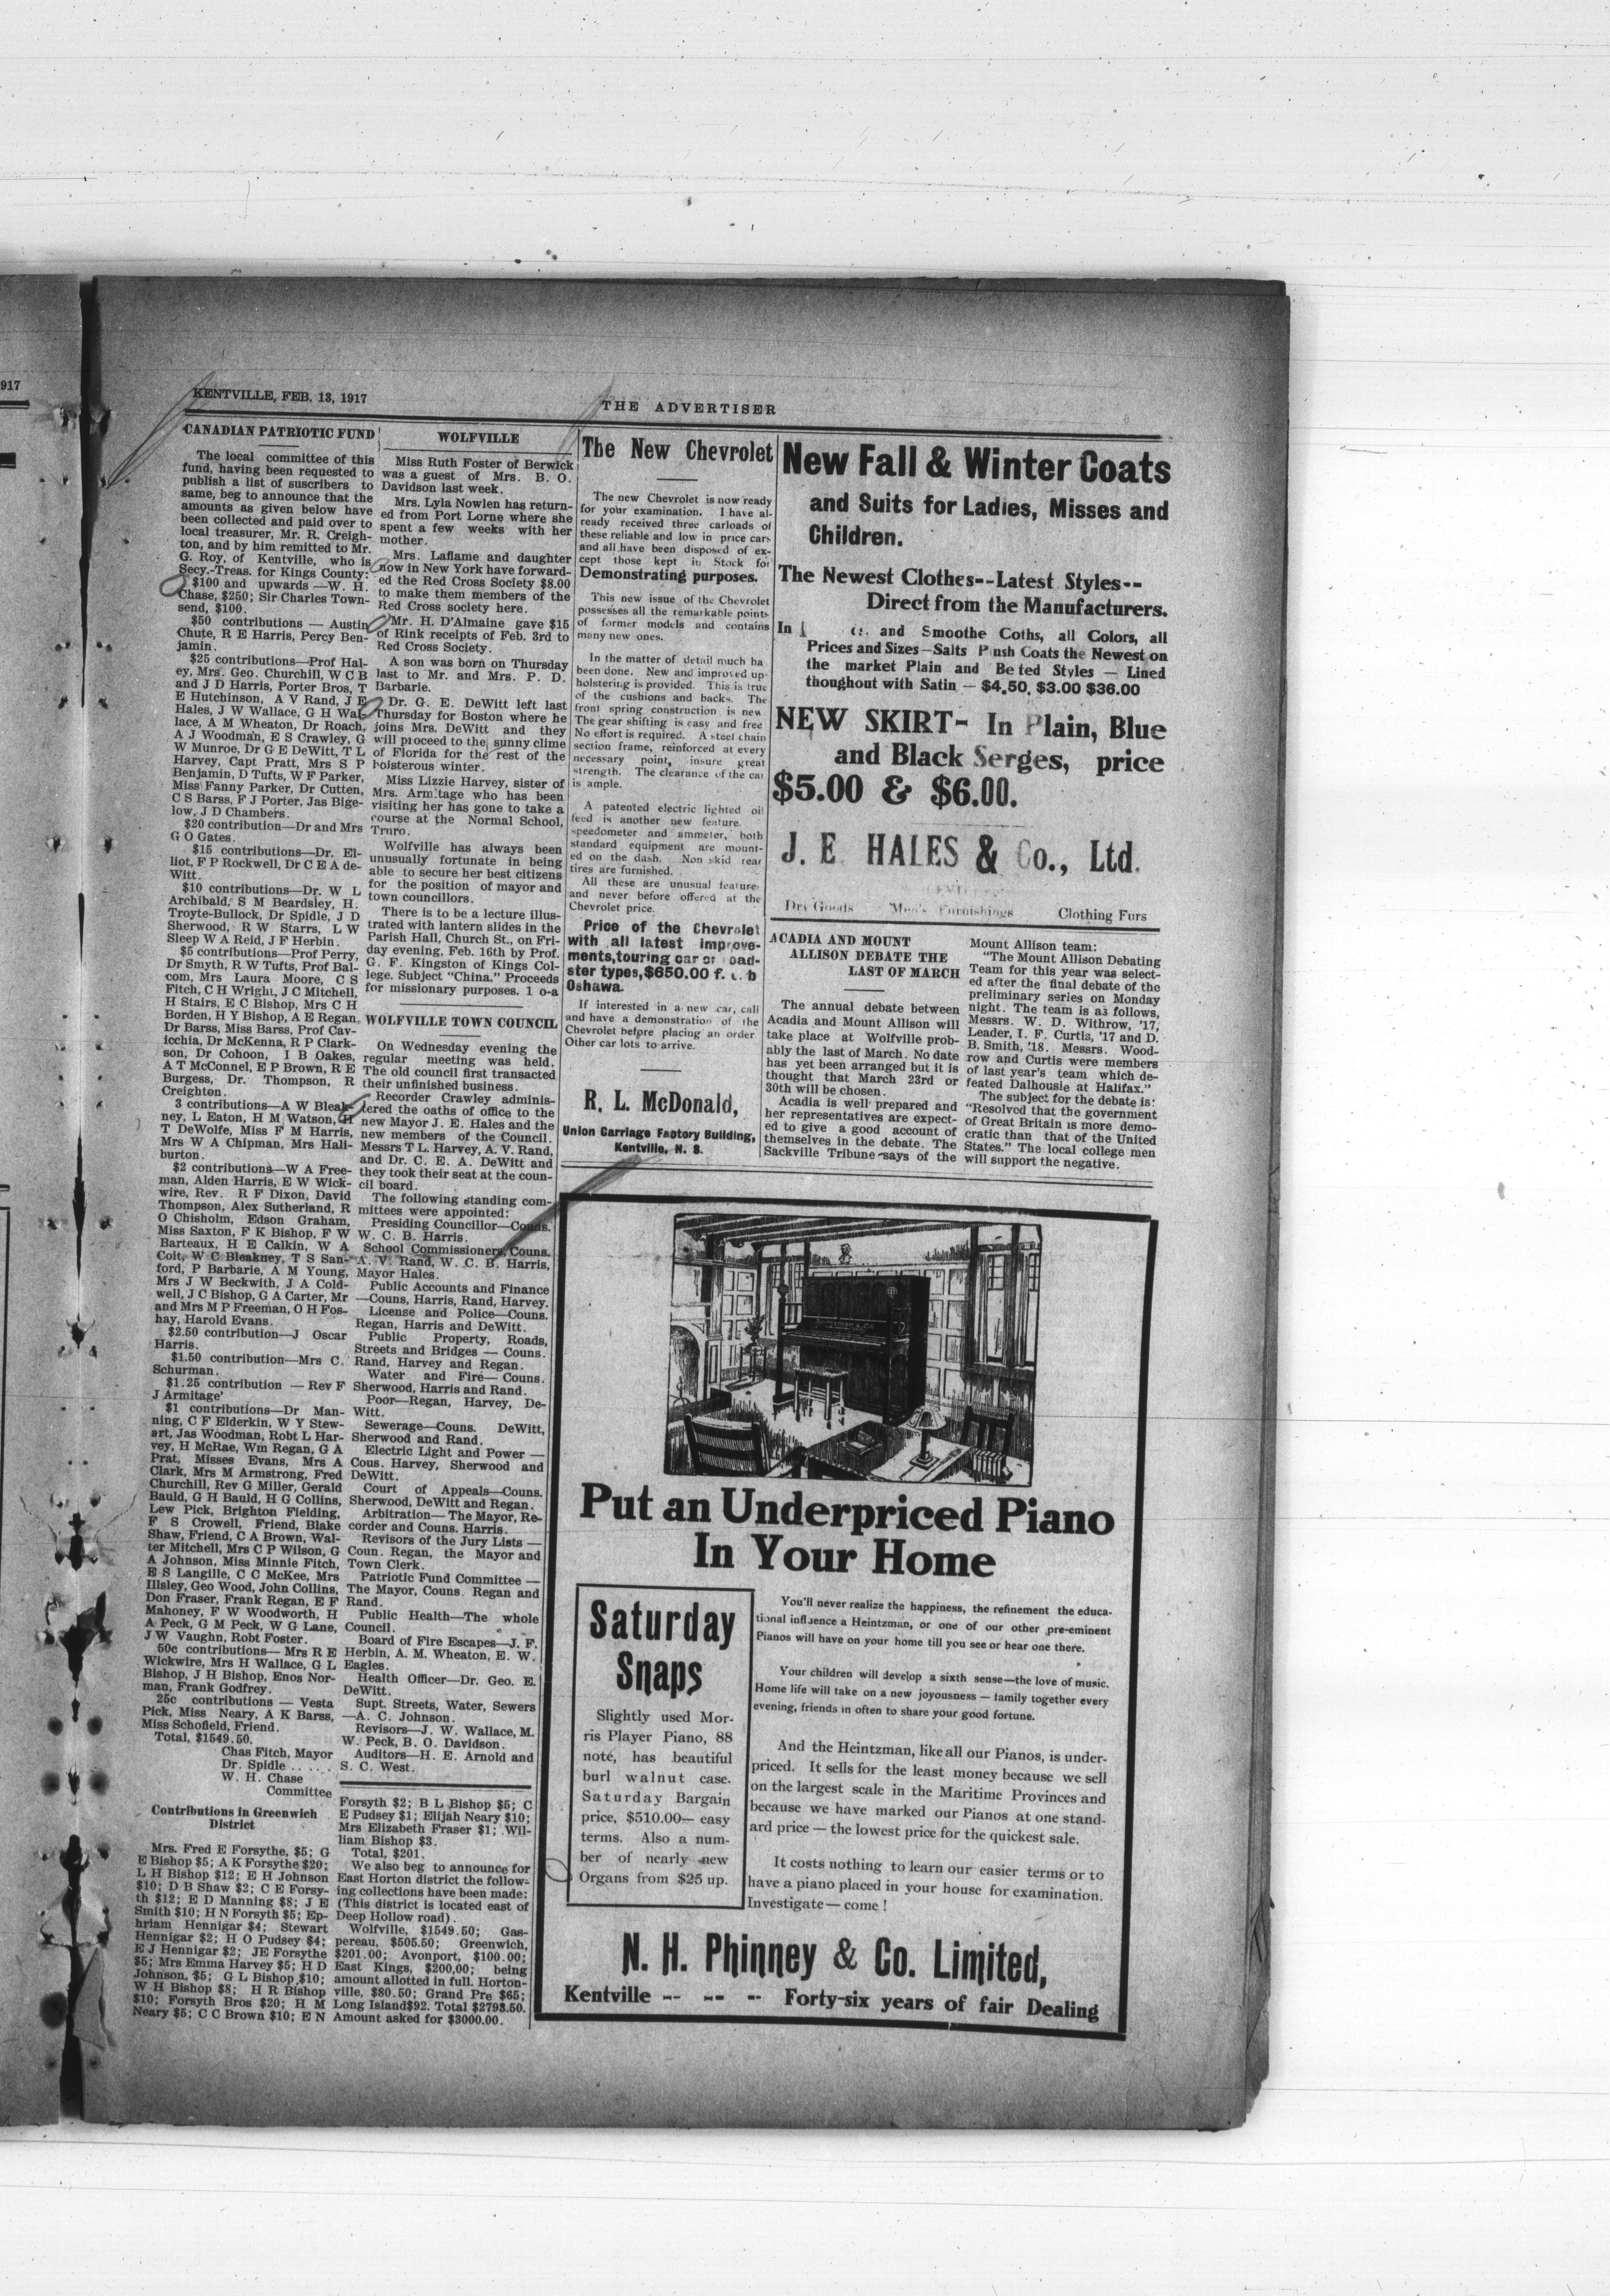 917
KENTVILLE, FEB. 13, 1917
THE ADVERTISER
CANADIAN PATRIOTIC FUND
The local committee of this
fund, having been requested to
publish a list of suscribers to
same, beg to announce that the
amounts as given below have
been collected and paid over to
local treasurer, Mr. R. Creigh-
ton, and by him remitted to Mr.
G. Roy, of Kentville, who is
Secy.-Treas. for Kings County:
$100 and upwards—W. H.
Chase, $250; Sir Charles Town-
send, $100.
$50 contributions — Austin
Chute, R E Harris, Percy Ben-
jamin.
$25 contributions—Prof Hal-
ey, Mrs. Geo. Churchill, W C B
and J D Harris, Porter Bros, T
E Hutchinson, A V Rand, J E
Hales, J W Wallace, G H Wal-
lace, A M Wheaton, Dr Roach,
A J Woodman, E S Crawley, G
W Munroe, Dr G E DeWitt, T L
Harvey, Capt Pratt, Mrs S P
Benjamin, D Tufts, W F Parker,
Miss Fanny Parker, Dr Cutten,
C S Barss, F J Porter, Jas Bige-
low, J D Chambers.
$20 contribution—Dr and Mrs
G O Gates.
$15 contributions—Dr. El-
liot, F P Rockwell, Dr C E A de-
Witt.
$10 contributions—Dr. W L
Archibald, S M Beardsley, H.
Troyte-Bullock, Dr Spidle, J D
Sherwood, R W Starrs, L W
Sleep W A Reid, J F Herbin.
$5 contributions—Prof Perry,
Dr Smyth, R W Tufts, Prof Bal-
com, Mrs Laura Moore, C S
Fitch, C H Wright, J C Mitchell,
H Stairs, E C Bishop, Mrs C H
Borden, H Y Bishop, A E Regan
Dr Barss, Miss Barss, Prof Cav-
icchia, Dr McKenna, R P Clark-
son, Dr Cohoon, I B Oakes,
A T McConnel, E P Brown, R E
Burgess, Dr. Thompson, R
Creighton.
3 contributions—A W Bleak-
ney, L Eaton, H M Watson, H
T DeWolfe, Miss F M Harris,
Mrs W A Chipman, Mrs Hali-
burton.
$2 contributions—W A Free-
man, Alden Harris, E W Wick-
wire, Rev. R F Dixon, David
Thompson, Alex Sutherland, R
O Chisholm, Edson Graham,
Miss Saxton, F K Bishop, F W
Barteaux, H E Calkin, W A
Coit, W C Bleakney, T S San-
ford, P Barbarie, A M Young,
Mrs J W Beckwith, J A Cold-
well, J C Bishop, G A Carter, Mr
and Mrs M P Freeman, O H Fos-
hay, Harold Evans.
$2.50 contribution—J Oscar
Harris.
$1.50 contribution—Mrs C.
Schurman.
$1.25 contribution — Rev F
J Armitage'
$1 contributions—Dr Man-
ning, C F Elderkin, W Y Stew-
art, Jas Woodman, Robt L Har-
vey, H McRae, Wm Regan, G A
Prat, Misses Evans, Mrs A
Clark, Mrs M Armstrong, Fred
Churchill, Rev G Miller, Gerald
Bauld, G H Bauld, H G Collins,
Lew Pick, Brighton Fielding,
F S Crowell, Friend, Blake
Shaw, Friend, C A Brown, Wal-
ter Mitchell, Mrs C P Wilson, G
A Johnson, Miss Minnie Fitch,
E S Langille, C C McKee, Mrs
Illsley, Geo Wood, John Collins,
Don Fraser, Frank Regan, E F
Mahoney, F W Woodworth, H
A Peck, G M Peck, W G Lane,
J W Vaughn, Robt Foster.
50c contributions— Mrs R E
Wickwire, Mrs H Wallace, G L
Bishop, J H Bishop, Enos Nor-
man, Frank Godfrey.
25c contributions — Vesta
Pick, Miss Neary, A K Barss,
Miss Schofield, Friend.
Total, $1549.50.
Chas Fitch, Mayor
Dr. Spidle . . . . .
W. H. Chase
Committee
Contributions in Greenwich
District
Mrs. Fred E Forsythe, $5; G
E Bishop $5; A K Forsythe $20;
L H Bishop $12; E H Johnson
$10; D B Shaw $2; C E Forsy-
th $12; E D Manning $8; J E
Smith $10; H N Forsyth $5; Ep-
hriam Hennigar $4; Stewart
Hennigar $2; H O Pudsey $4;
E J Hennigar $2; JE Forsythe
$5; Mrs Emma Harvey $5; H D
Johnson, $5; G L Bishop $10;
W H Bishop $8; H R Bishop
$10; Forsyth Bros $20; H M
Neary $5; C C Brown $10; E N
WOLFVILLE
Miss Ruth Foster of Berwick
was a guest of Mrs. B. O.
Davidson last week.
Mrs. Lyla Nowlen has return-
ed from Port Lorne where she
spent a few weeks with her
mother.
Mrs. Laflame and daughter
now in New York have forward-
ed the Red Cross Society $8.00
to make them members of the
Red Cross society here.
Mr. H. D'Almaine gave $15
of Rink receipts of Feb. 3rd to
Red Cross Society.
A son was born on Thursday
last to Mr. and Mrs. P. D.
Barbarie.
Dr. G. E. DeWitt left last
Thursday for Boston where he
joins Mrs. DeWitt and they
will proceed to the sunny clime
of Florida for the rest of the
boisterous winter.
Miss Lizzie Harvey, sister of
Mrs. Armitage who has been
visiting her has gone to take a
course at the Normal School,
Truro.
Wolfville has always been
unusually fortunate in being
able to secure her best citizens
for the position of mayor and
town councillors.
There is to be a lecture illus-
trated with lantern slides in the
Parish Hall, Church St., on Fri-
day evening, Feb. 16th by Prof.
G. F. Kingston of Kings Col-
lege. Subject "China." Proceeds
for missionary purposes. 1 o-a
WOLFVILLE TOWN COUNCIL
On Wednesday evening the
regular meeting was held.
The old council first transacted
their unfinished business.
Recorder Crawley adminis-
tered the oaths of office to the
new Mayor J. E. Hales and the
new members of the Council.
Messrs T L. Harvey, A. V. Rand,
and Dr. C. E. A. DeWitt and
they took their seat at the coun-
cil board.
The following standing com-
mittees were appointed:
Presiding Councillor—Couns.
W. C. B. Harris.
School Commissioners, Couns.
A. V. Rand, W. C. B. Harris,
Mayor Hales.
Public Accounts and Finance
—Couns, Harris, Rand, Harvey.
License and Police—Couns.
Regan, Harris and DeWitt.
Public Property, Roads,
Streets and Bridges — Couns.
Rand, Harvey and Regan.
Water and Fire— Couns.
Sherwood, Harris and Rand.
Poor—Regan, Harvey, De-
Witt.
Sewerage—Couns. DeWitt,
Sherwood and Rand.
Electric Light and Power —
Cous. Harvey, Sherwood and
DeWitt.
Court of Appeals—Couns.
Sherwood, DeWitt and Regan.
Arbitration— The Mayor, Re-
corder and Couns. Harris.
Revisors of the Jury Lists —
Coun. Regan, the Mayor and
Town Clerk.
Patriotic Fund Committee —
The Mayor, Couns. Regan and
Rand.
Public Health—The whole
Council.
Board of Fire Escapes—J. F.
Herbin, A. M. Wheaton, E. W.
Eagles.
Health Officer—Dr. Geo. E.
DeWitt.
Supt. Streets, Water, Sewers
—A. C. Johnson.
Revisors—J. W. Wallace, M.
W. Peck, B. O. Davidson.
Auditors—H. E. Arnold and
S. C. West.
Forsyth $2; B L Bishop $5; C
E Pudsey $1; Elijah Neary $10;
Mrs Elizabeth Fraser $1; Wil-
liam Bishop $3.
Total, $201.
We also beg to announce for
East Horton district the follow-
ing collections have been made:
(This district is located east of
Deep Hollow road).
Wolfville, $1549.50; Gas-
pereau, $505.50; Greenwich,
$201.00; Avonport, $100.00;
East Kings, $200,00; being
amount allotted in full. Horton-
ville, $80.50; Grand Pre $65;
Long Island$92. Total $2793.50.
Amount asked for $3000.00.
The New Chevrolet
The new Chevrolet is now ready
for your examination. I have al-
ready received three carloads of
these reliable and low in price cars
and all have been disposed of ex-
cept those kept in Stock for
Demonstrating purposes.
This new issue of the Chevrolet
possesses all the remarkable points
of former models and contains
many new ones.
In the matter of detail much ha
been done. New and improved up-
holstering is provided. This is true
of the cushions and backs. The
front spring construction is new
The gear shifting is easy and free
No effort is required. A steel chain
section frame, reinforced at every
necessary point, insure great
strength. The clearance of the car
is ample.
A patented electric lighted oil
feed is another new feature.
speedometer and ammeter, both
standard equipment are mount-
ed on the dash. Non skid rear
tires are furnished.
All these are unusual feature
and never before offered at the
Chevrolet price.
Price of the Chevrolet
with all latest improve-
ments, touring car or oad-
ster types, $650.00 f. b
Oshawa.
If interested in a new car, call
and have a demonstration of the
Chevrolet before placing an order
Other car lots to arrive.
R. L. McDonald,
Union Carriage Factory Building,
Kentville, N. S.
New Fall & Winter Coats
and Suits for Ladies, Misses and
Children.
The Newest Clothes--Latest Styles--
Direct from the Manufacturers.
In and Smoothe Coths, all Colors, all
Prices and Sizes—Salts P ush Coats the Newest on
the market Plain and Be ted Styles — Lined
thoughout with Satin — $4.50, $3.00 $36.00
NEW SKIRT- In Plain, Blue
and Black Serges, price
$5.00 & $6.00.
J. E. HALES & Co., Ltd.
Dry Goods Men's Furnishings Clothing Furs
ACADIA AND MOUNT
ALLISON DEBATE THE
LAST OF MARCH
The annual debate between
Acadia and Mount Allison will
take place at Wolfville prob-
ably the last of March. No date
has yet been arranged but it is
thought that March 23rd or
30th will be chosen.
Acadia is well prepared and
her representatives are expect-
ed to give a good account of
themselves in the debate. The
Sackville Tribune says of the
Mount Allison team:
"The Mount Allison Debating
Team for this year was select-
ed after the final debate of the
preliminary series on Monday
night. The team is as follows,
Messrs. W. D. Withrow, '17,
Leader, I. F. Curtis, '17 and D.
B. Smith, '18. Messrs. Wood-
row and Curtis were members
of last year's team which de-
feated Dalhousie at Halifax."
The subject for the debate is:
"Resolved that the government
of Great Britain is more demo-
cratic than that of the United
States." The local college men
will support the negative.
Put an Underpriced Piano
In Your Home
Saturday
Snaps
Slightly used Mor-
ris Player Piano, 88
note, has beautiful
burl walnut case.
Saturday Bargain
price, $510.00— easy
terms. Also a num-
ber of nearly new
Organs from $25 up.
You'll never realize the happiness, the refinement the educa-
tional influence a Heintzman, or one of our other pre-eminent
Pianos will have on your home till you see or hear one there.
Your children will develop a sixth sense—the love of music.
Home life will take on a new joyousness — family together every
evening, friends in often to share your good fortune.
And the Heintzman, like all our Pianos, is under-
priced. It sells for the least money because we sell
on the largest scale in the Maritime Provinces and
because we have marked our Pianos at one stand-
ard price — the lowest price for the quickest sale.
It costs nothing to learn our easier terms or to
have a piano placed in your house for examination.
Investigate— come !
N. H. Phinney & Co. Limited,
Kentville -- -- -- Forty-six years of fair Dealing